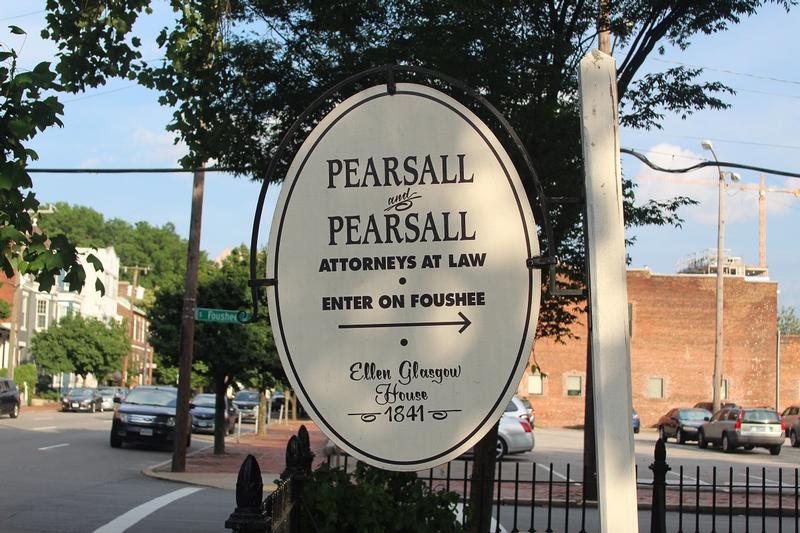 PEARSALL
and
PEARSALL
ATTORNEYS AT LAW
ENTER ON FOUSHEE
Ellen Glasgow
House
1841
S Foushee